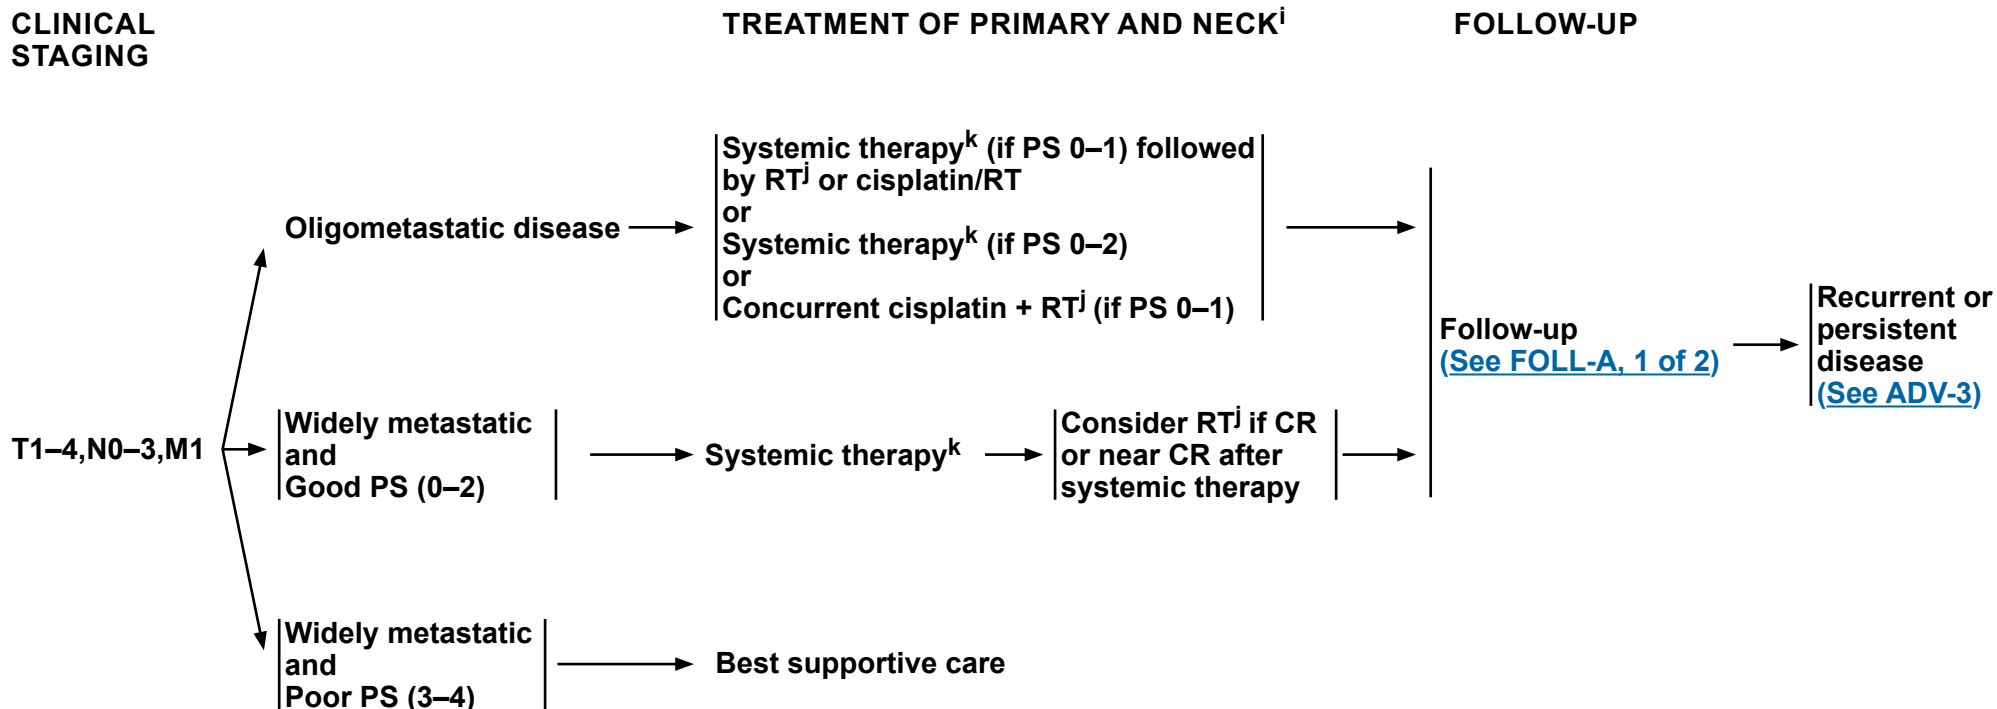 CLINICAL
STAGING
TREATMENT OF PRIMARY AND NECKi
FOLLOW-UP
T1–4,N0–3,M1
Oligometastatic disease
Systemic therapyk (if PS 0–1) followed
by RTj or cisplatin/RT
or
Systemic therapyk (if PS 0–2)
or
Concurrent cisplatin + RTj (if PS 0–1)
Widely metastatic
and
Good PS (0–2)
Systemic therapyk
Consider RTj if CR
or near CR after
systemic therapy
Widely metastatic
and
Poor PS (3–4)
Best supportive care
Follow-up
(See FOLL-A, 1 of 2)
Recurrent or
persistent
disease
(See ADV-3)